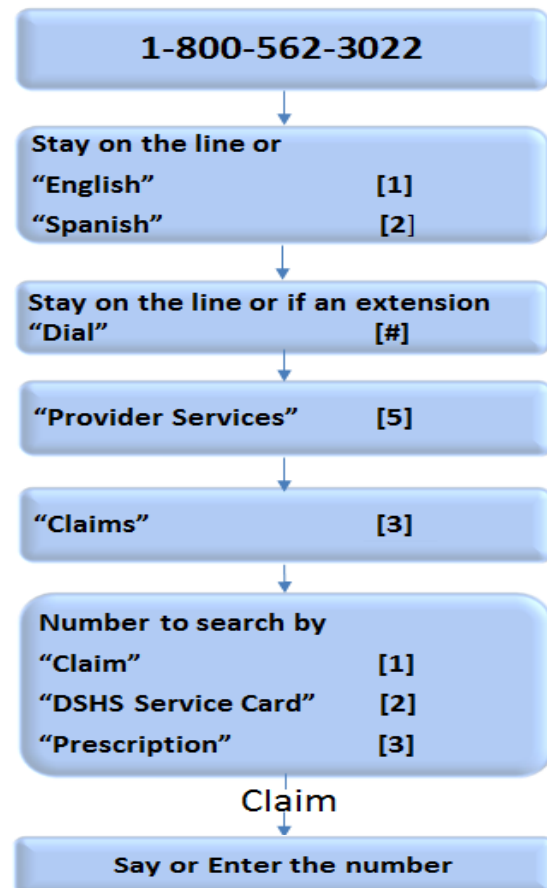 1-800-562-3022
Stay on the line or
“English” [1]
“Spanish” [2]
Stay on the line or if an extension
“Dial” [#]
“Provider Services” [5]
“Claims” [3]
Number to search by
“Claim” [1]
“DSHS Service Card” [2]
“Prescription” [3]
Claim
Say or Enter the number